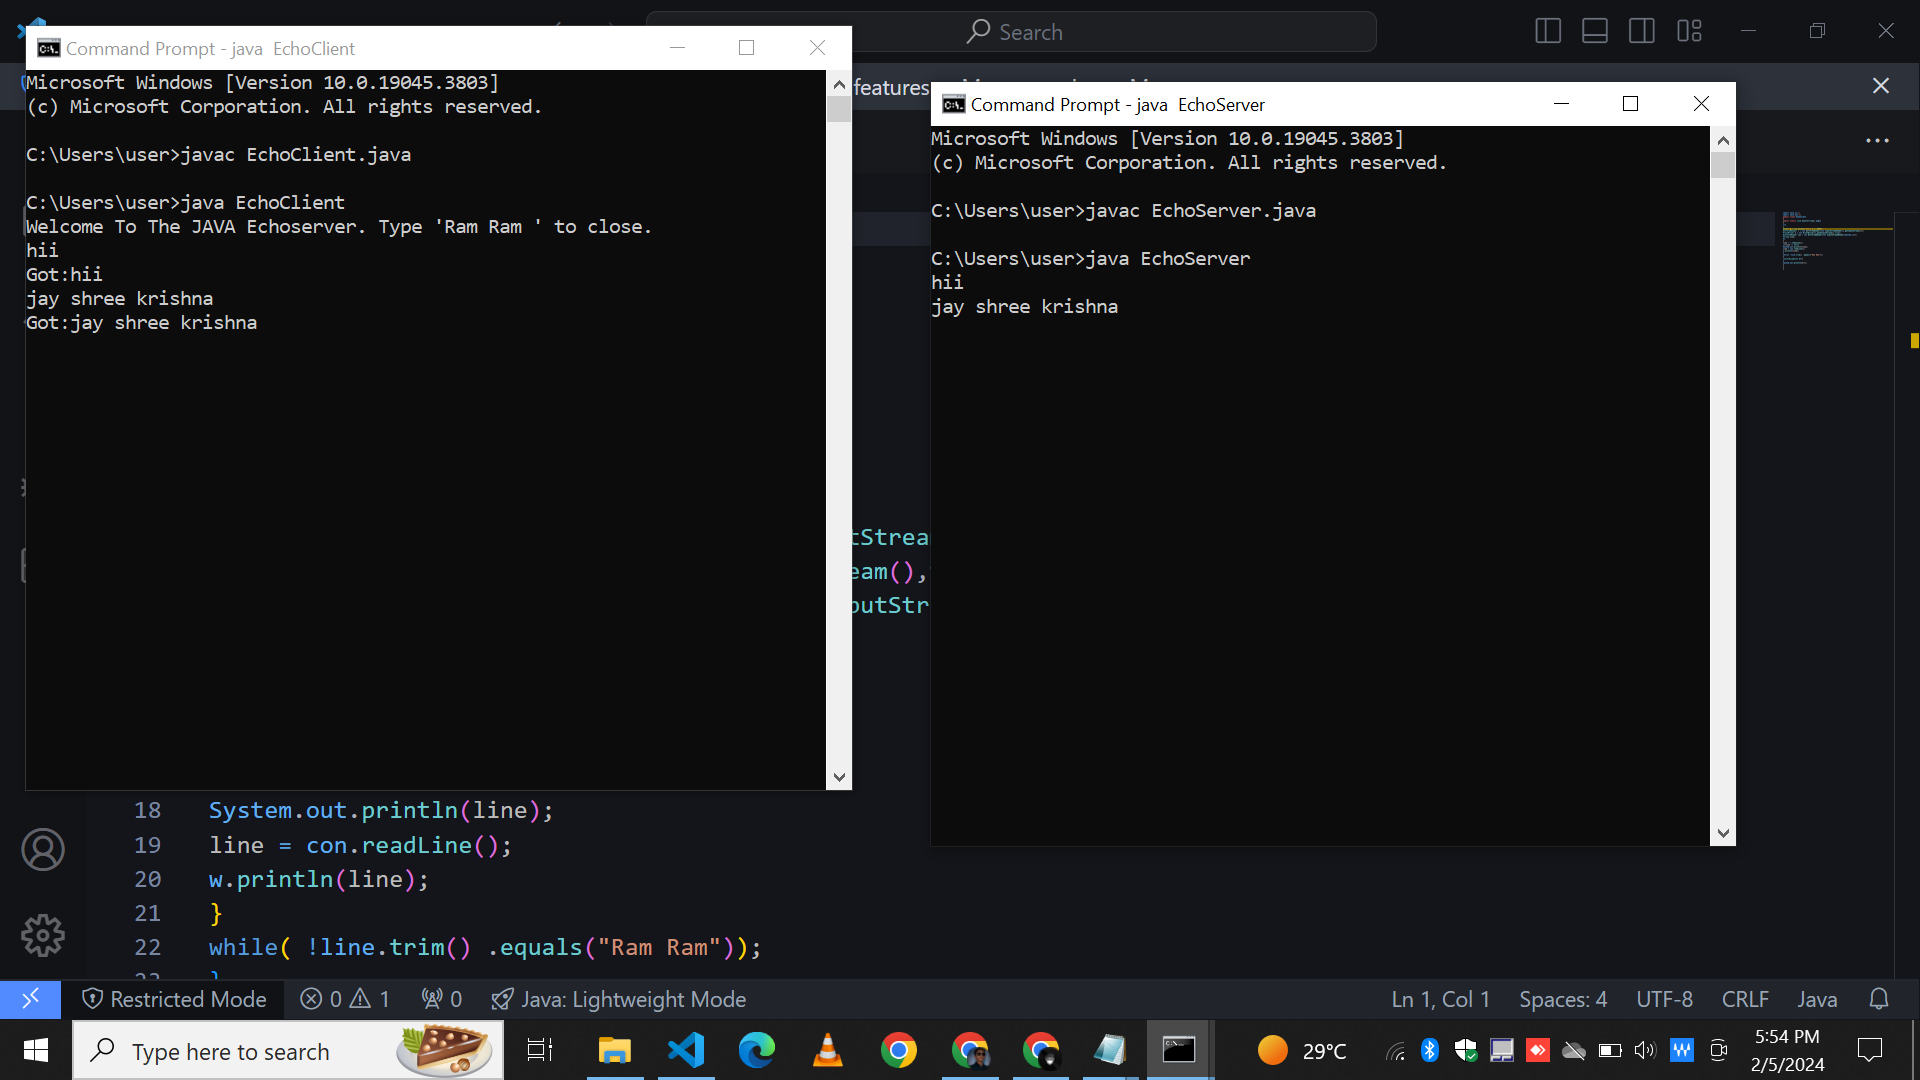 Search
Command Prompt - java  EchoClient
Microsoft Windows [Version 10.0.19045.3803]
(c) Microsoft Corporation. All rights reserved.
C:\Users\user>javac EchoClient.java
C:\Users\user>java EchoClient
Welcome To The JAVA Echoserver. Type 'Ram Ram ' to close.
hii
Got:hii
jay shree krishna
Got:jay shree krishna
features
Command Prompt - java  EchoServer
Microsoft Windows [Version 10.0.19045.3803]
(c) Microsoft Corporation. All rights reserved.
C:\Users\user>javac EchoServer.java
C:\Users\user>java EchoServer
hii
jay shree krishna
tStrea
eam(),
putStr
18 System.out.println(line);
19 line = con.readLine();
20 w.println(line);
21 }
22 while( !line.trim() .equals("Ram Ram"));
23 }
Restricted Mode 0 1 0 Java: Lightweight Mode Ln 1, Col 1 Spaces: 4 UTF-8 CRLF Java
Type here to search
29°C
5:54 PM
2/5/2024